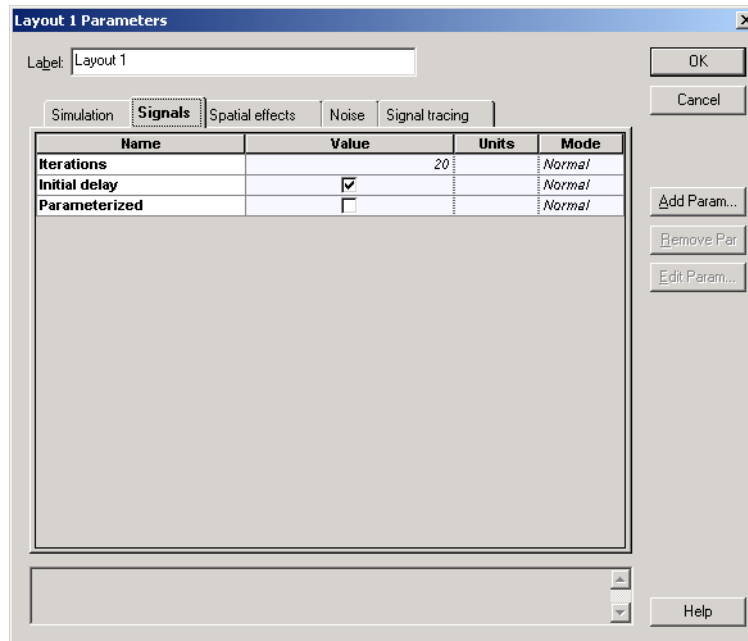 Layout 1 Parameters
Label: Layout 1
OK
Cancel
Simulation Signals Spatial effects Noise Signal tracing
Name Value Units Mode
Iterations 20 Normal
Initial delay Normal
Parameterized Normal
Add Param...
Remove Par
Edit Param...
Help